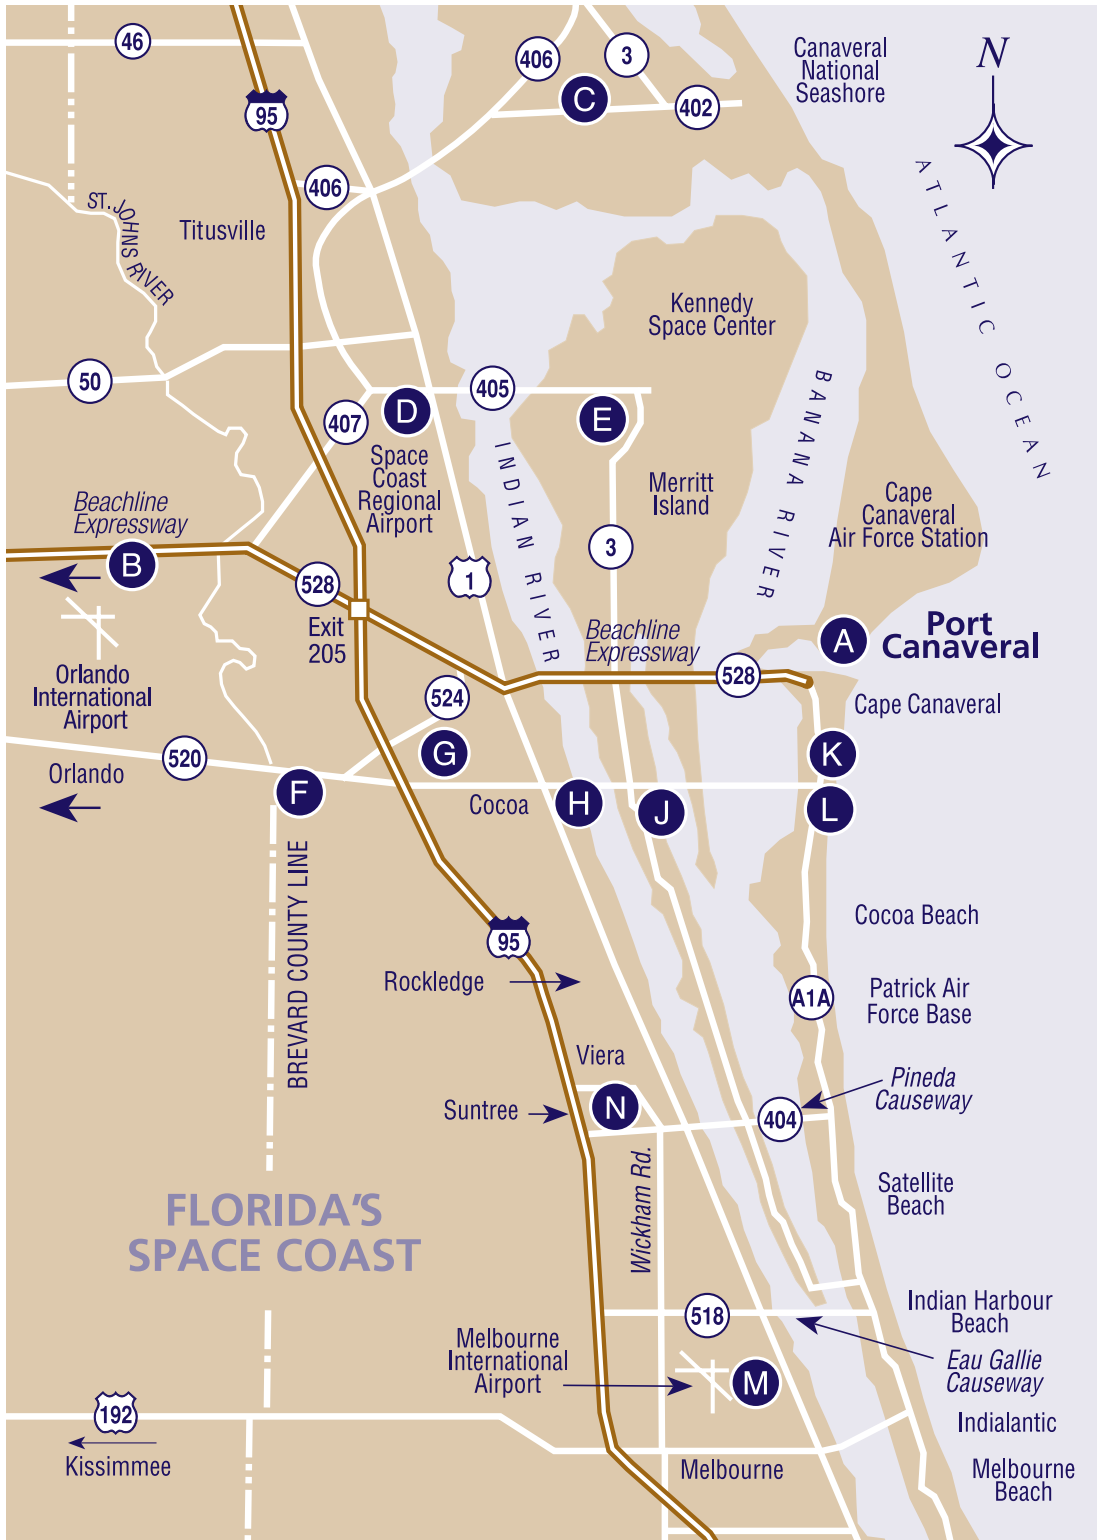 46
406
3
Canaveral
National
Seashore
N
95
C
402
406
ST. JOHNS RIVER
Titusville
ATLANTIC OCEAN
Kennedy
Space Center
50
405
BANANA RIVER
D
407
E
Space
Coast
Regional
Airport
INDIAN RIVER
Merritt
Island
Cape
Canaveral
Air Force Station
Beachline
Expressway
B
3
528
1
Exit
205
Beachline
Expressway
A
Port
Canaveral
Orlando
International
Airport
524
528
Cape Canaveral
520
G
K
Orlando
F
Cocoa
H
J
L
BREVARD COUNTY LINE
Cocoa Beach
95
Rockledge
A1A
Patrick Air
Force Base
Viera
Pineda
Causeway
Suntree
N
404
Wickham Rd.
Satellite
Beach
FLORIDA'S
SPACE COAST
518
Indian Harbour
Beach
Melbourne
International
Airport
M
Eau Gallie
Causeway
192
Indialantic
Kissimmee
Melbourne
Melbourne
Beach